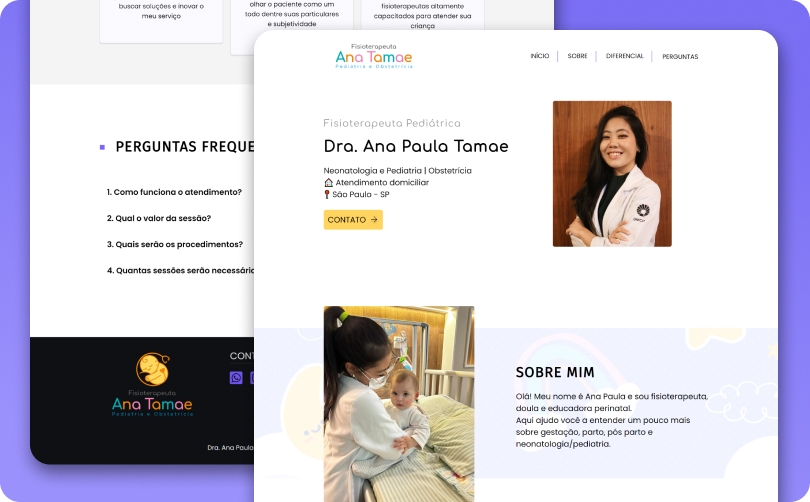 buscar soluções e inovar o
meu serviço
olhar o paciente como um
todo dentre suas particulares
e subjetividade
fisioterapeutas altamente
capacitados para atender sua
criança
PERGUNTAS FREQUE
1. Como funciona o atendimento?
2. Qual o valor da sessão?
3. Quais serão os procedimentos?
4. Quantas sessões serão necessário
Fisioterapeuta
Ana Tamae
Pediatria e Obstetrícia
CONT
Dra. Ana Paula
Fisioterapeuta
Ana Tamae
Pediatria e Obstetrícia
INÍCIO
SOBRE
DIFERENCIAL
PERGUNTAS
Fisioterapeuta Pediátrica
Dra. Ana Paula Tamae
Neonatologia e Pediatria | Obstetrícia
Atendimento domiciliar
São Paulo - SP
CONTATO →
SOBRE MIM
Olá! Meu nome é Ana Paula e sou fisioterapeuta,
doula e educadora perinatal.
Aqui ajudo você a entender um pouco mais
sobre gestação, parto, pós parto e
neonatologia/pediatria.